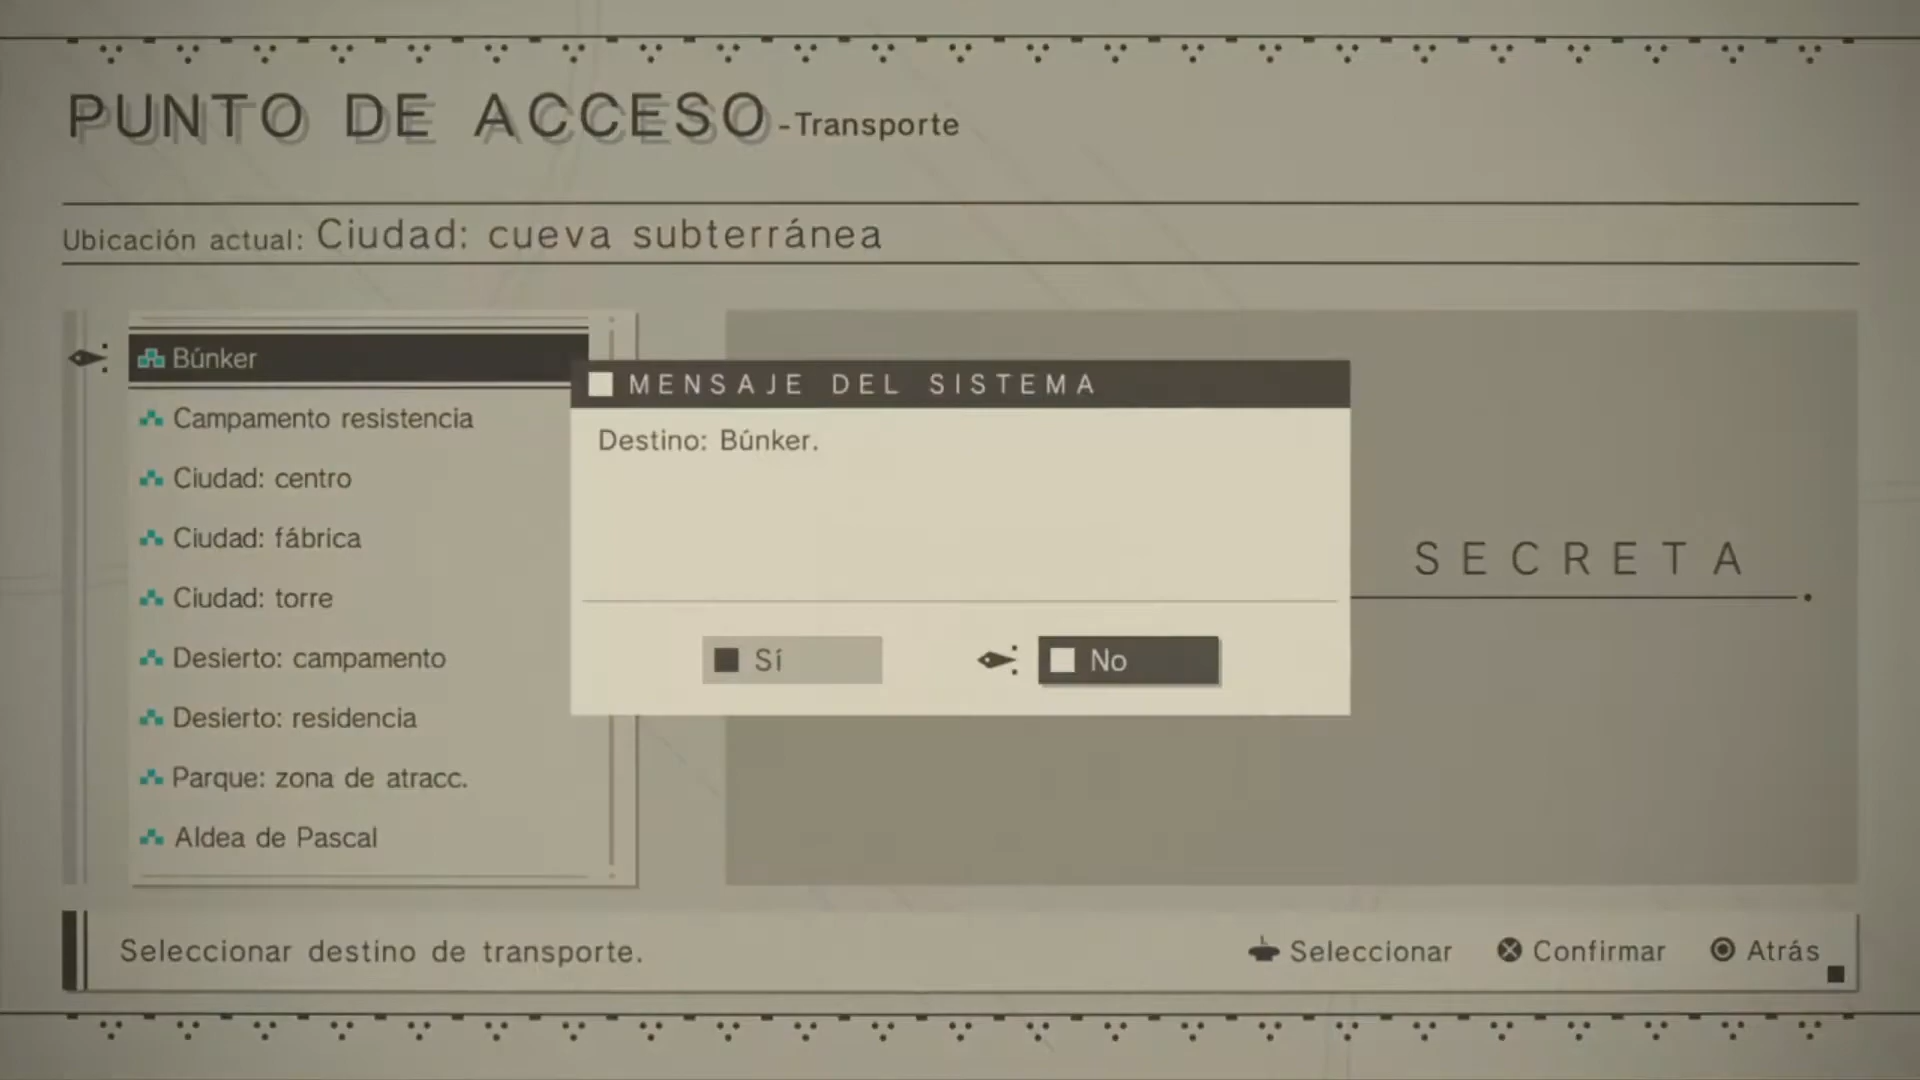 PUNTO DE ACCESO -Transporte
Ubicación actual: Ciudad: cueva subterránea
Búnker
Campamento resistencia
Ciudad: centro
Ciudad: fábrica
Ciudad: torre
Desierto: campamento
Desierto: residencia
Parque: zona de atracc.
Aldea de Pascal
MENSAJE DEL SISTEMA
Destino: Búnker.
Sí
No
SECRETA
Seleccionar destino de transporte.
Seleccionar
Confirmar
Atrás